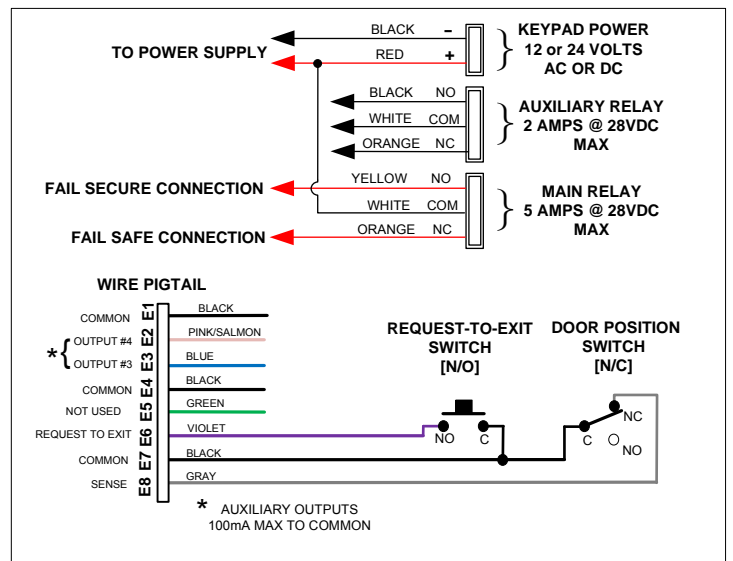 BLACK –
RED +
TO POWER SUPPLY
KEYPAD POWER
12 or 24 VOLTS
AC OR DC
BLACK NO
WHITE COM
ORANGE NC
AUXILIARY RELAY
2 AMPS @ 28VDC
MAX
FAIL SECURE CONNECTION
YELLOW NO
WHITE COM
ORANGE NC
FAIL SAFE CONNECTION
MAIN RELAY
5 AMPS @ 28VDC
MAX
WIRE PIGTAIL
COMMON E1 BLACK
* { OUTPUT #4 E2 PINK/SALMON
OUTPUT #3 E3 BLUE
COMMON E4 BLACK
NOT USED E5 GREEN
REQUEST TO EXIT E6 VIOLET
COMMON E7 BLACK
SENSE E8 GRAY
REQUEST-TO-EXIT
SWITCH
[N/O]
NO C
DOOR POSITION
SWITCH
[N/C]
NC
C NO
* AUXILIARY OUTPUTS
100mA MAX TO COMMON